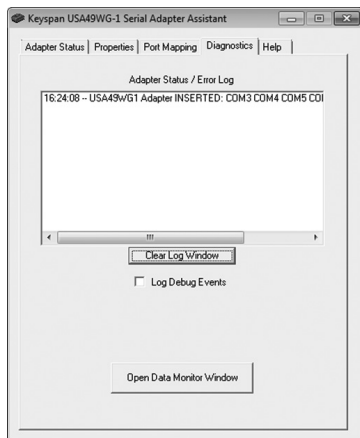 Keyspan USA49WG-1 Serial Adapter Assistant
Adapter Status Properties Port Mapping Diagnostics Help
Adapter Status / Error Log
16:24:08 -- USA49WG1 Adapter INSERTED: COM3 COM4 COM5
Clear Log Window
Log Debug Events
Open Data Monitor Window